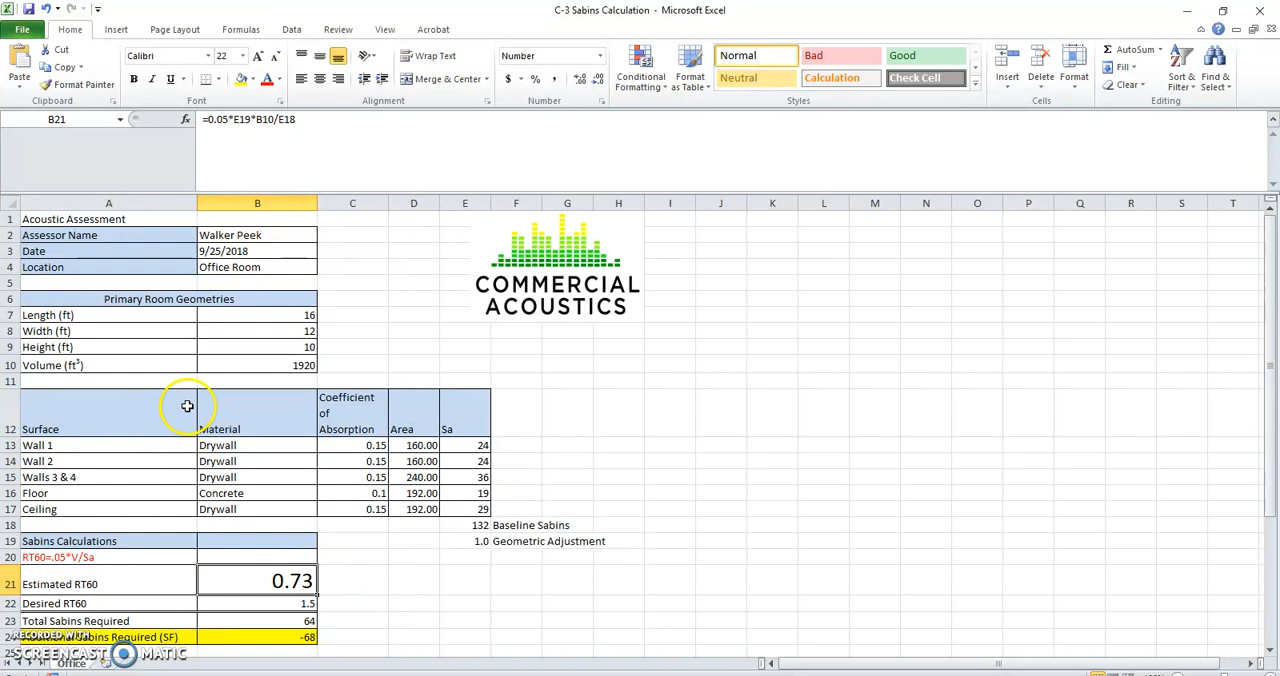 C-3 Sabins Calculation - Microsoft Excel
File Home Insert Page Layout Formulas Data Review View Acrobat
Paste Cut Copy Format Painter Clipboard
Calibri 22 B I U A A A Font
Wrap Text Merge & Center Alignment
Number $ % , Number
Conditional Formatting Format as Table
Normal Bad Good
Neutral Calculation Check Cell
Styles
Insert Delete Format Cells
AutoSum Fill Clear Sort & Filter Find & Select Editing
B21 fx =0.05*E19*B10/E18
A B C D E F G H I J K L M N O P Q R S T
1 Acoustic Assessment
2 Assessor Name Walker Peek
3 Date 9/25/2018
4 Location Office Room
5
6 Primary Room Geometries
7 Length (ft) 16
8 Width (ft) 12
9 Height (ft) 10
10 Volume (ft³) 1920
11
COMMERCIAL
ACOUSTICS
12 Surface Material Coefficient of Absorption Area Sa
13 Wall 1 Drywall 0.15 160.00 24
14 Wall 2 Drywall 0.15 160.00 24
15 Walls 3 & 4 Drywall 0.15 240.00 36
16 Floor Concrete 0.1 192.00 19
17 Ceiling Drywall 0.15 192.00 29
18 132 Baseline Sabins
19 Sabins Calculations 1.0 Geometric Adjustment
20 RT60=.05*V/Sa
21 Estimated RT60 0.73
22 Desired RT60 1.5
23 Total Sabins Required 64
24 Sabins Required (SF) -68
RECORDED WITH
SCREENCAST MATIC
25
Office